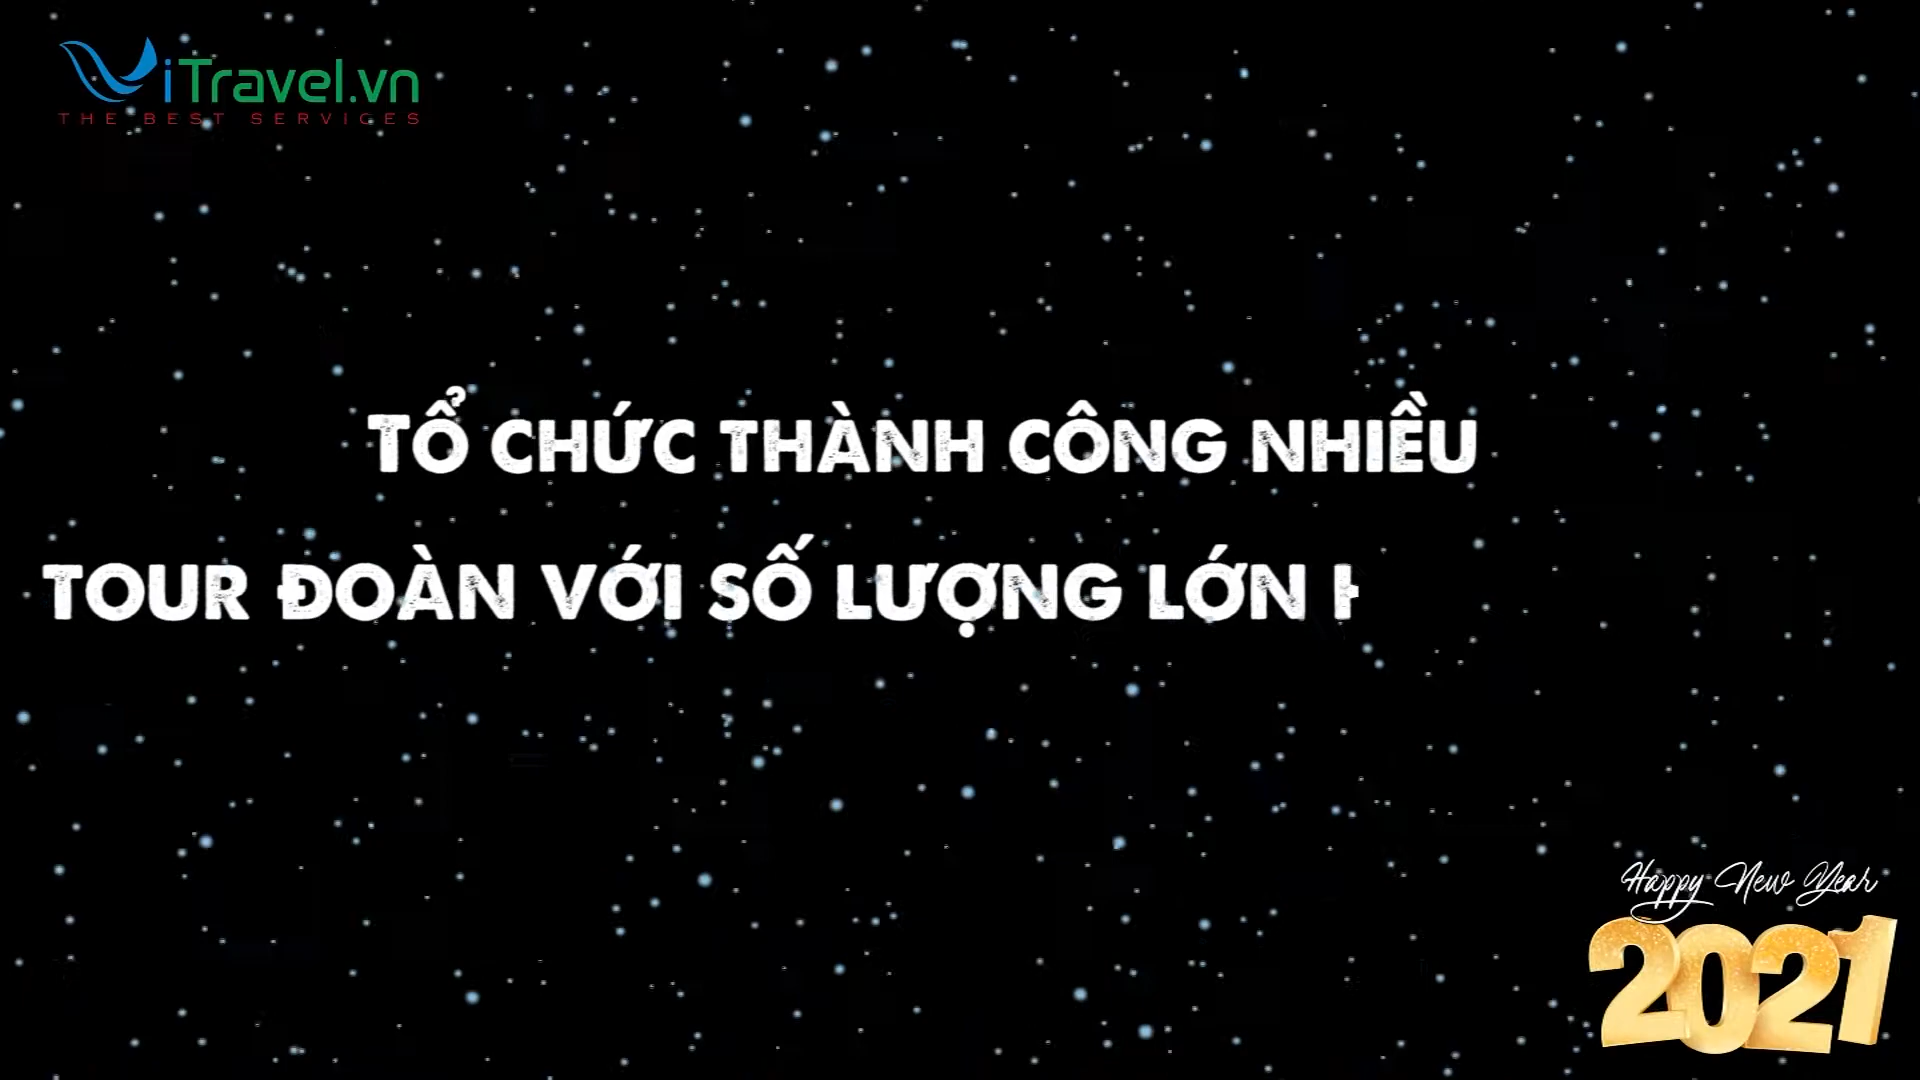 ViTravel.vn
THE BEST SERVICES
TỔ CHỨC THÀNH CÔNG NHIỀU
TOUR ĐOÀN VỚI SỐ LƯỢNG LỚN
Happy New Year
2021